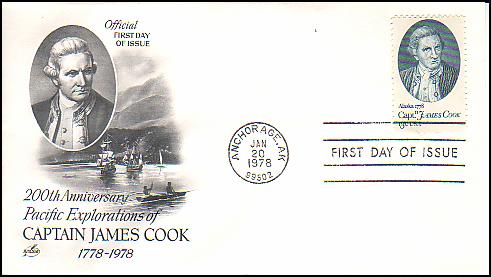 Official
FIRST DAY
OF ISSUE
200th Anniversary
Pacific Explorations of
CAPTAIN JAMES COOK
1778-1978
ANCHORAGE, AK
JAN
20
1978
99502
Alaska 1778
Capt. JAMES COOK
FIRST DAY OF ISSUE